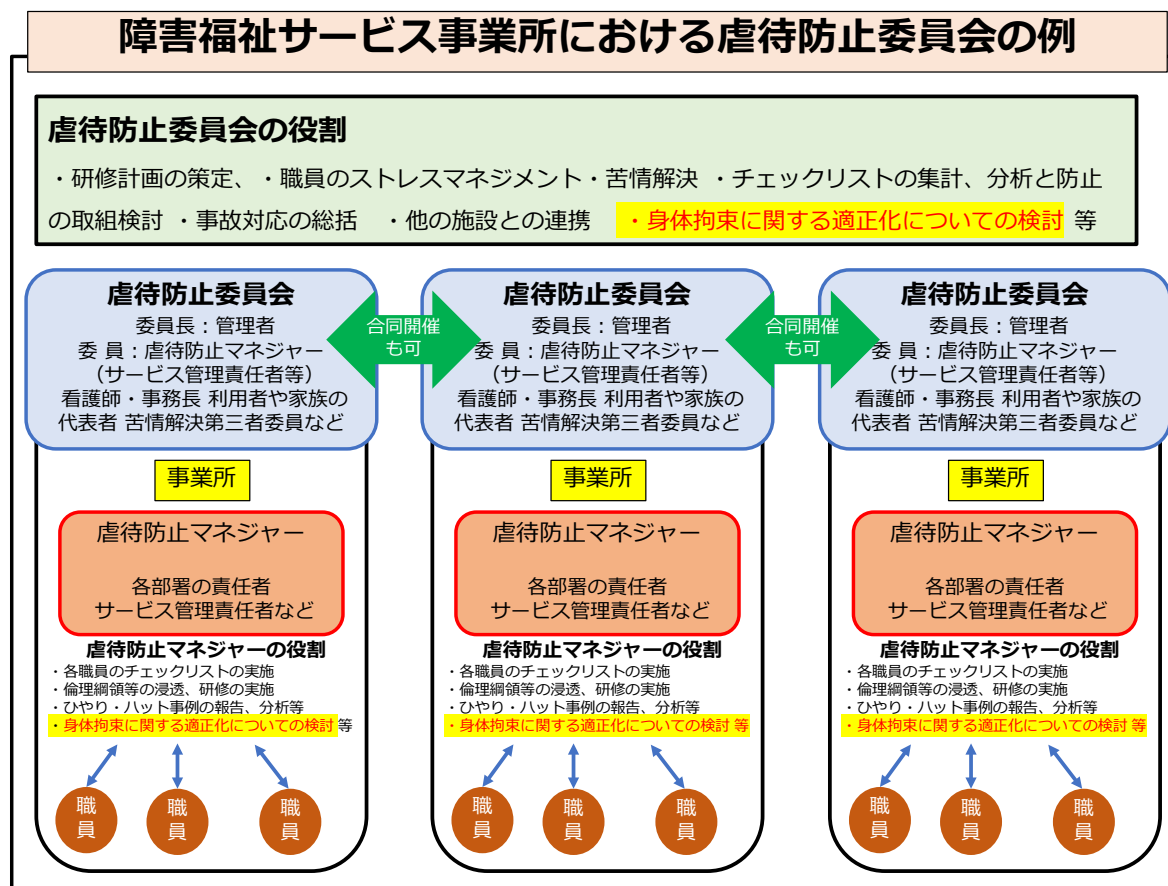 障害福祉サービス事業所における虐待防止委員会の例
虐待防止委員会の役割
・研修計画の策定、・職員のストレスマネジメント・苦情解決 ・チェックリストの集計、分析と防止
の取組検討 ・事故対応の総括 ・他の施設との連携 ・身体拘束に関する適正化についての検討 等
虐待防止委員会
委員長：管理者
委 員：虐待防止マネジャー
（サービス管理責任者等）
看護師・事務長 利用者や家族の
代表者 苦情解決第三者委員など
合同開催
も可
虐待防止委員会
委員長：管理者
委 員：虐待防止マネジャー
（サービス管理責任者等）
看護師・事務長 利用者や家族の
代表者 苦情解決第三者委員など
合同開催
も可
虐待防止委員会
委員長：管理者
委 員：虐待防止マネジャー
（サービス管理責任者等）
看護師・事務長 利用者や家族の
代表者 苦情解決第三者委員など
事業所
虐待防止マネジャー
各部署の責任者
サービス管理責任者など
虐待防止マネジャーの役割
・各職員のチェックリストの実施
・倫理綱領等の浸透、研修の実施
・ひやり・ハット事例の報告、分析等
・身体拘束に関する適正化についての検討 等
職
員
職
員
職
員
事業所
虐待防止マネジャー
各部署の責任者
サービス管理責任者など
虐待防止マネジャーの役割
・各職員のチェックリストの実施
・倫理綱領等の浸透、研修の実施
・ひやり・ハット事例の報告、分析等
・身体拘束に関する適正化についての検討 等
職
員
職
員
職
員
事業所
虐待防止マネジャー
各部署の責任者
サービス管理責任者など
虐待防止マネジャーの役割
・各職員のチェックリストの実施
・倫理綱領等の浸透、研修の実施
・ひやり・ハット事例の報告、分析等
・身体拘束に関する適正化についての検討 等
職
員
職
員
職
員